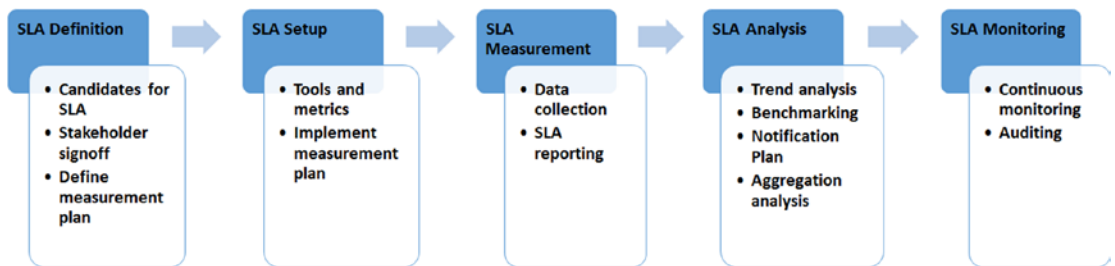 SLA Definition
• Candidates for
SLA
• Stakeholder
signoff
• Define
measurement
plan
SLA Setup
• Tools and
metrics
• Implement
measurement
plan
SLA
Measurement
• Data
collection
• SLA
reporting
SLA Analysis
• Trend analysis
• Benchmarking
• Notification
Plan
• Aggregation
analysis
SLA Monitoring
• Continuous
monitoring
• Auditing